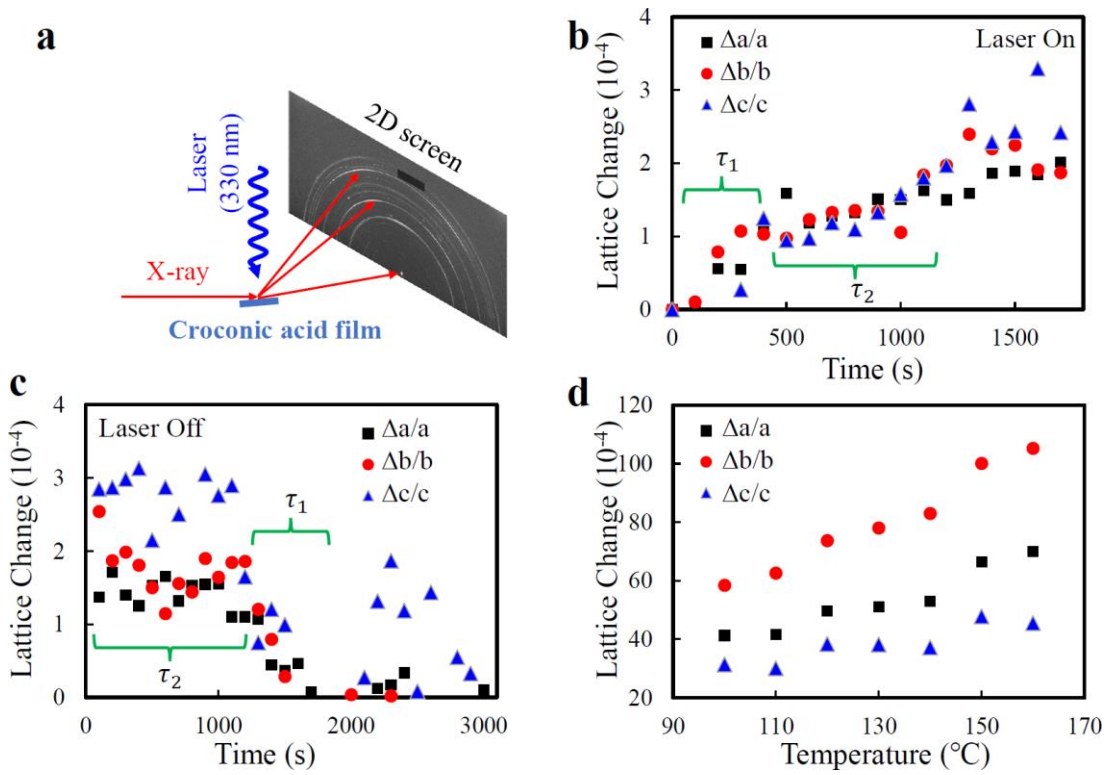 a
Laser
(330 nm)
2D screen
X-ray
Croconic acid film
b
Laser On
Δa/a
Δb/b
Δc/c
τ1
τ2
Lattice Change (10-4)
4
3
2
1
0
0 500 1000 1500
Time (s)
c
Laser Off
Δa/a
Δb/b
Δc/c
τ1
τ2
Lattice Change (10-4)
4
3
2
1
0
0 1000 2000 3000
Time (s)
d
Δa/a
Δb/b
Δc/c
Lattice Change (10-4)
120
100
80
60
40
20
90 110 130 150 170
Temperature (°C)